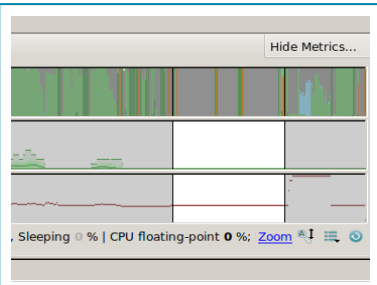 Hide Metrics...
, Sleeping 0 % | CPU floating-point 0 %; Zoom